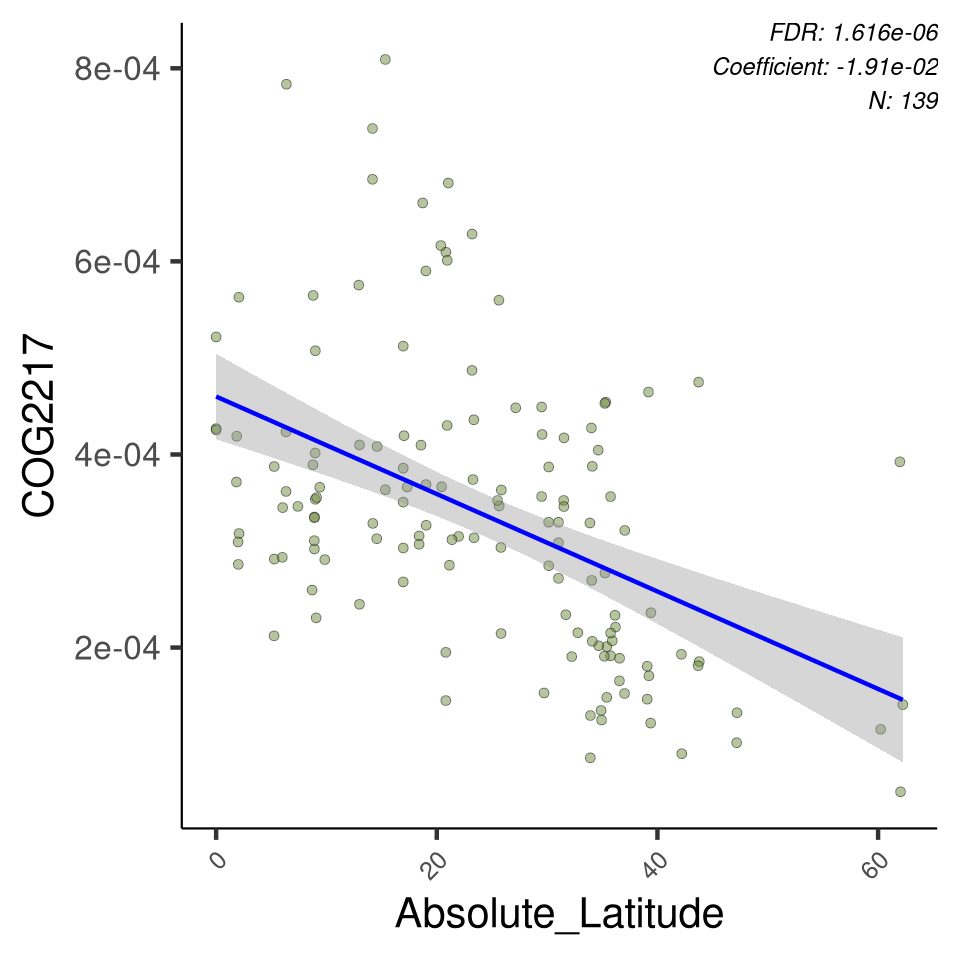 FDR: 1.616e-06
Coefficient: -1.91e-02
N: 139
8e-04
6e-04
4e-04
2e-04
COG2217
0
20
40
60
Absolute_Latitude